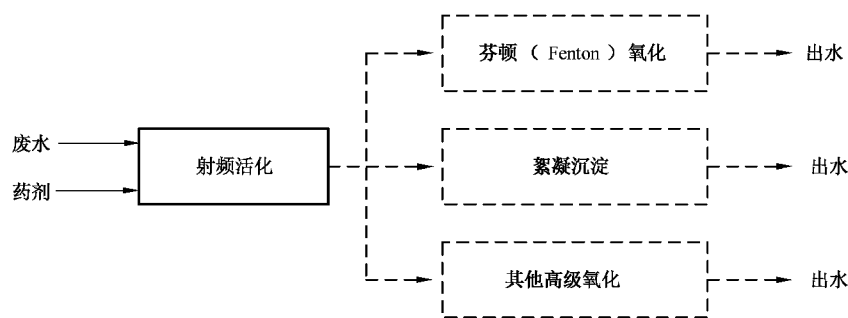 芬顿（Fenton）氧化
出水
废水
药剂
射频活化
絮凝沉淀
出水
其他高级氧化
出水